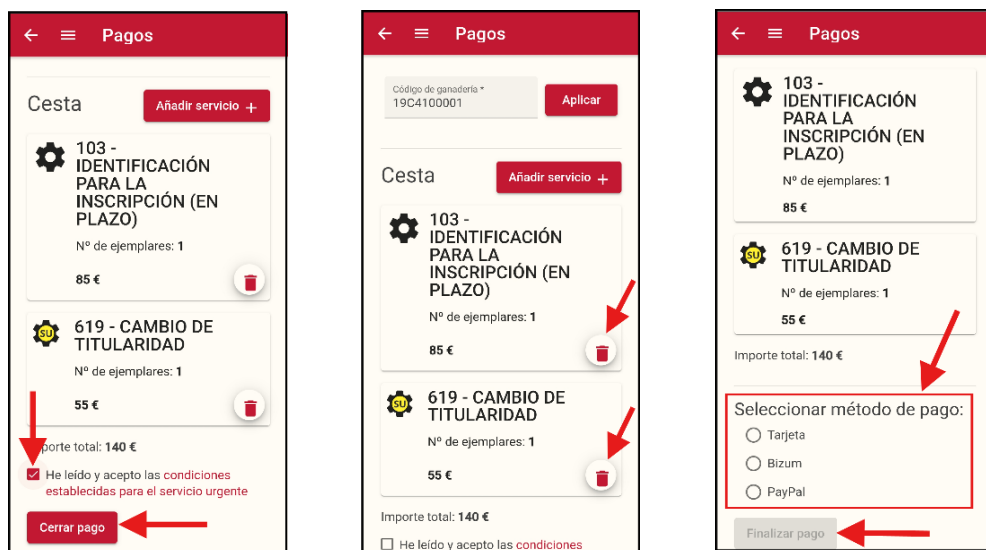 Pagos
Cesta
Añadir servicio +
103 -
IDENTIFICACIÓN
PARA LA
INSCRIPCIÓN (EN
PLAZO)
Nº de ejemplares: 1
85 €
SU
619 - CAMBIO DE
TITULARIDAD
Nº de ejemplares: 1
55 €
porte total: 140 €
He leído y acepto las condiciones
establecidas para el servicio urgente
Cerrar pago
Pagos
Código de ganadería *
19C4100001
Aplicar
Cesta
Añadir servicio +
103 -
IDENTIFICACIÓN
PARA LA
INSCRIPCIÓN (EN
PLAZO)
Nº de ejemplares: 1
85 €
SU
619 - CAMBIO DE
TITULARIDAD
Nº de ejemplares: 1
55 €
Importe total: 140 €
He leído y acepto las condiciones
Pagos
103 -
IDENTIFICACIÓN
PARA LA
INSCRIPCIÓN (EN
PLAZO)
Nº de ejemplares: 1
85 €
SU
619 - CAMBIO DE
TITULARIDAD
Nº de ejemplares: 1
55 €
Importe total: 140 €
Seleccionar método de pago:
Tarjeta
Bizum
PayPal
Finalizar pago